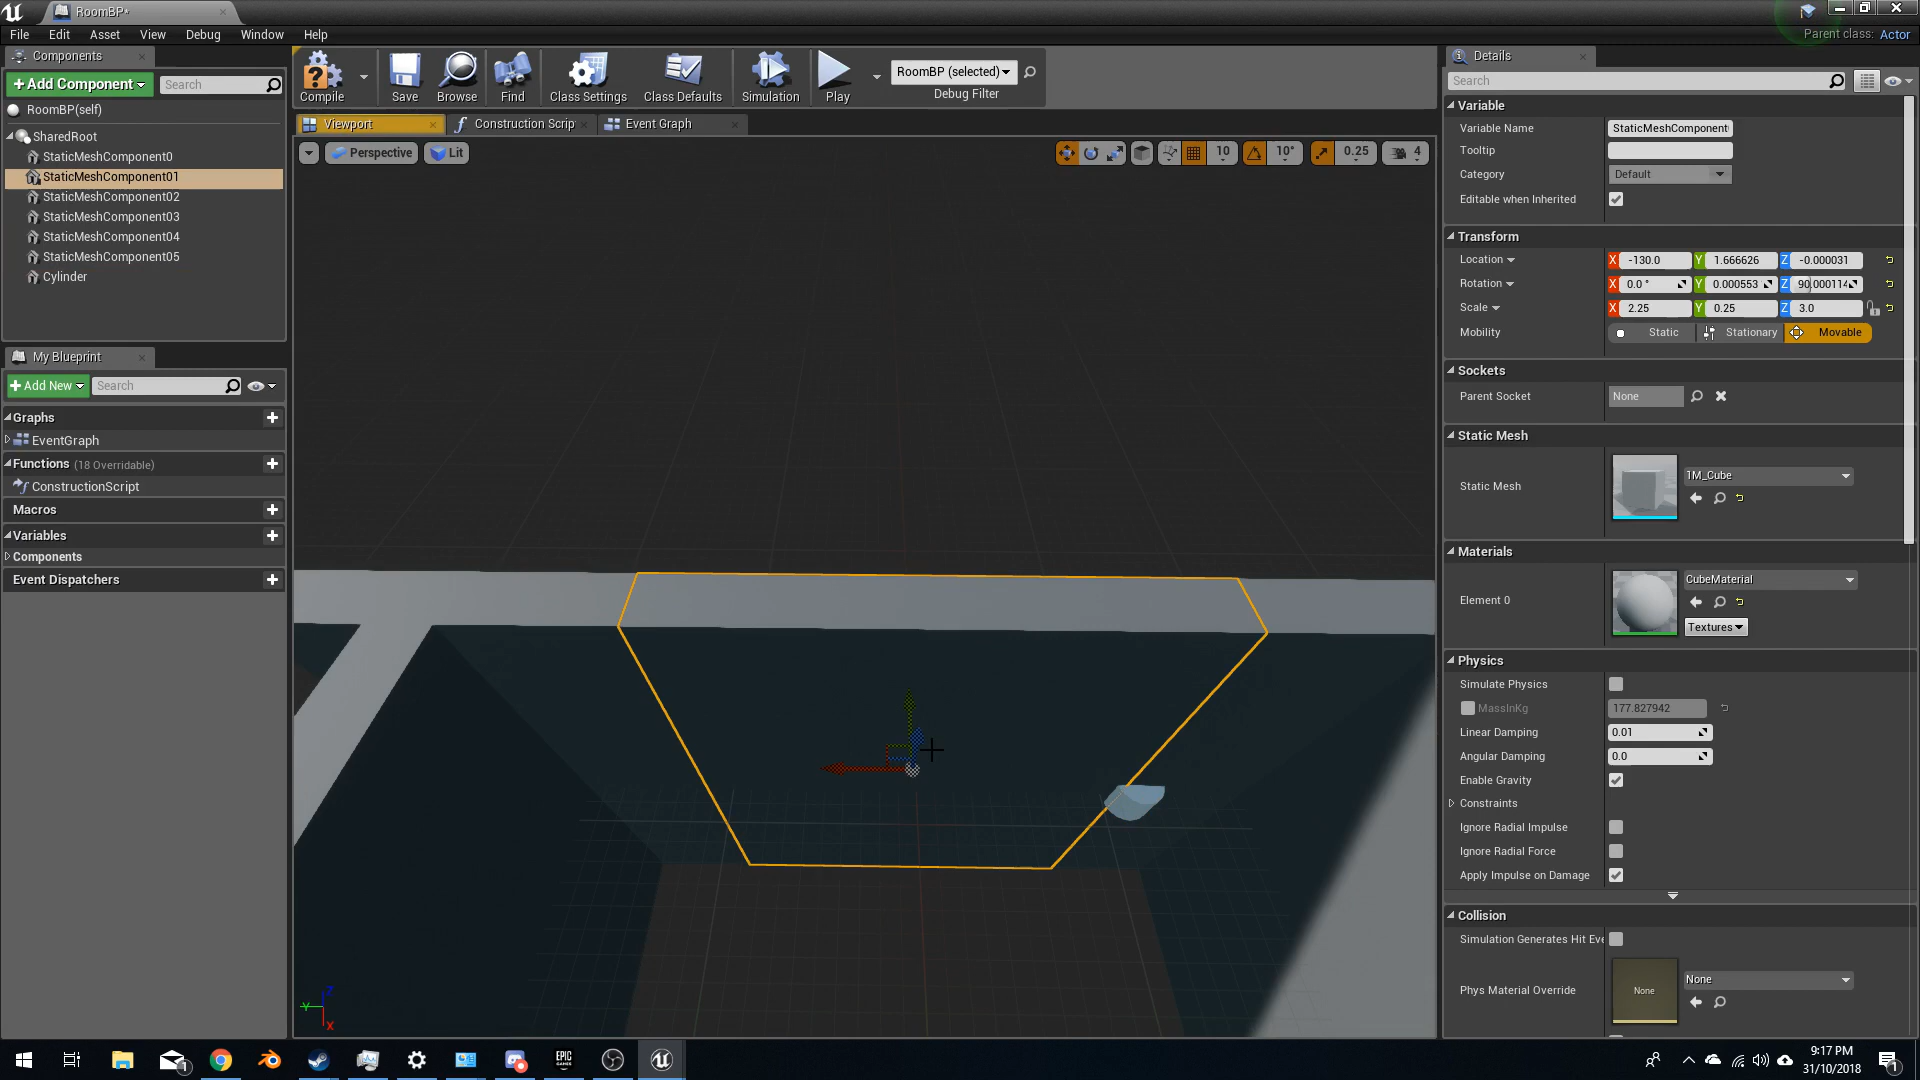 RoomBP*
File Edit Asset View Debug Window Help
Parent class: Actor
Components
+ Add Component
Search
RoomBP(self)
SharedRoot
StaticMeshComponent0
StaticMeshComponent01
StaticMeshComponent02
StaticMeshComponent03
StaticMeshComponent04
StaticMeshComponent05
Cylinder
My Blueprint
+ Add New
Search
Graphs
EventGraph
Functions (18 Overridable)
ConstructionScript
Macros
Variables
Components
Event Dispatchers
Compile
Save
Browse
Find
Class Settings
Class Defaults
Simulation
Play
RoomBP (selected)
Debug Filter
Viewport
Construction Scrip
Event Graph
Perspective
Lit
10
10°
0.25
4
Z
Y
X
Details
Search
Variable
Variable Name StaticMeshComponent
Tooltip
Category Default
Editable when Inherited
Transform
Location X -130.0 Y 1.666626 Z -0.000031
Rotation X 0.0 ° Y 0.000553 Z 90.000114
Scale X 2.25 Y 0.25 Z 3.0
Mobility Static Stationary Movable
Sockets
Parent Socket None
Static Mesh
Static Mesh 1M_Cube
Materials
Element 0 CubeMaterial
Textures
Physics
Simulate Physics
MassInKg 177.827942
Linear Damping 0.01
Angular Damping 0.0
Enable Gravity
Constraints
Ignore Radial Impulse
Ignore Radial Force
Apply Impulse on Damage
Collision
Simulation Generates Hit Eve
Phys Material Override None None
1
EPIC
GAMES
9:17 PM
31/10/2018
1